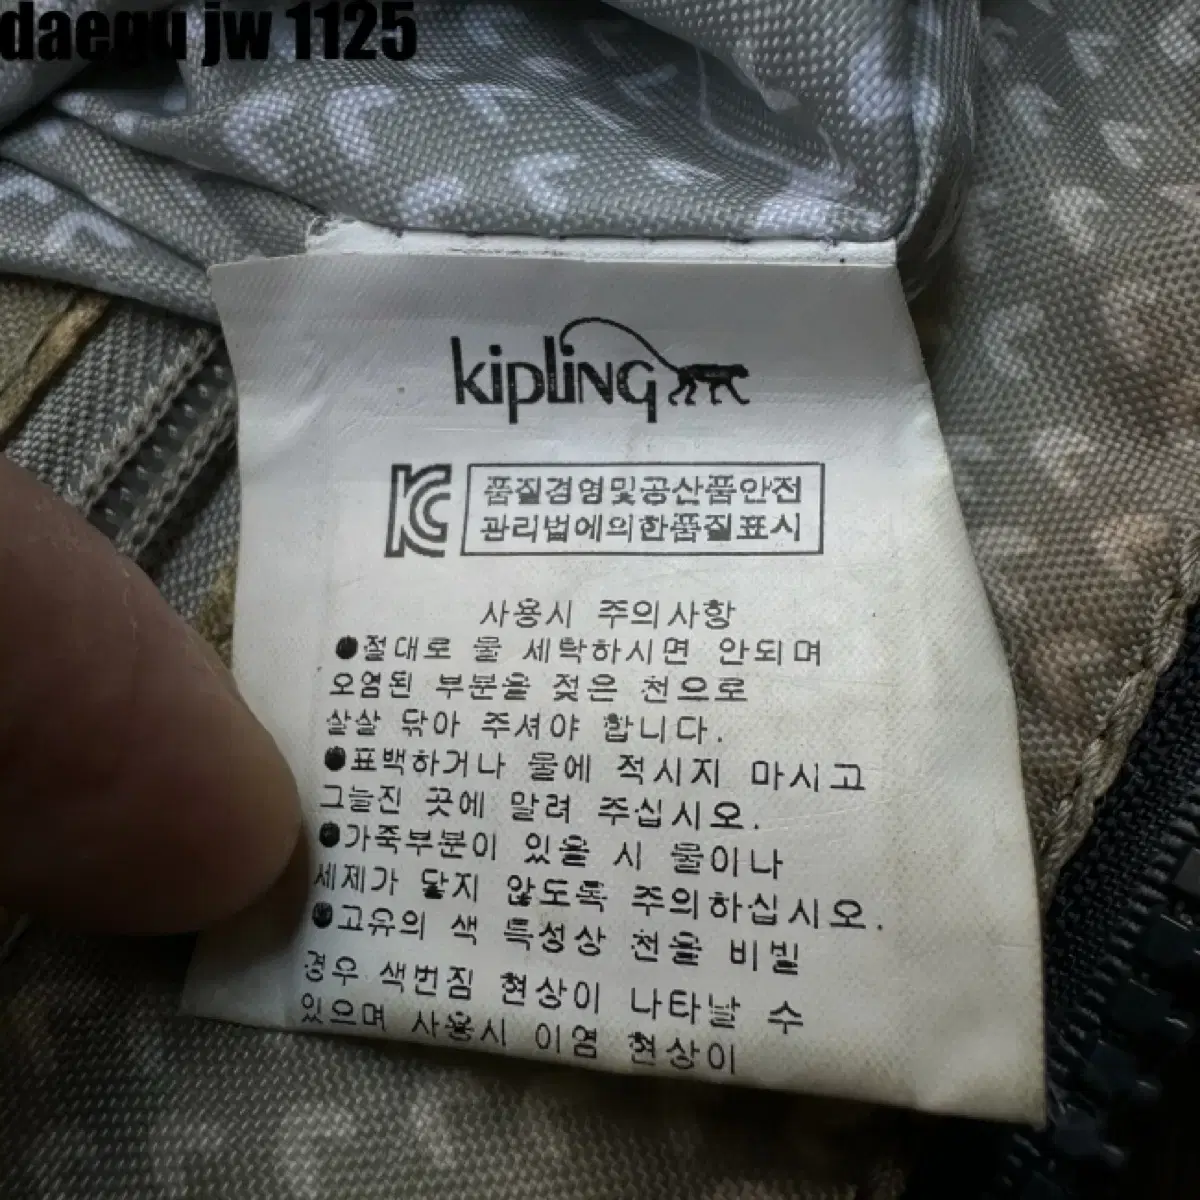 daegu jw 1125
kipling
KC
품질경영및공산품안전
관리법에의한품질표시
사용시 주의사항
●절대로 물 세탁하시면 안되며
오염된 부분을 젖은 천으로
살살 닦아 주셔야 합니다.
●표백하거나 물에 적시지 마시고
그늘진 곳에 말려 주십시오.
●가죽부분이 있을 시 물이나
세제가 닿지 않도록 주의하십시오.
●고유의 색 특성상 천을 비빌
경우 색번짐 현상이 나타날 수
있으며 사용시 이염 현상이